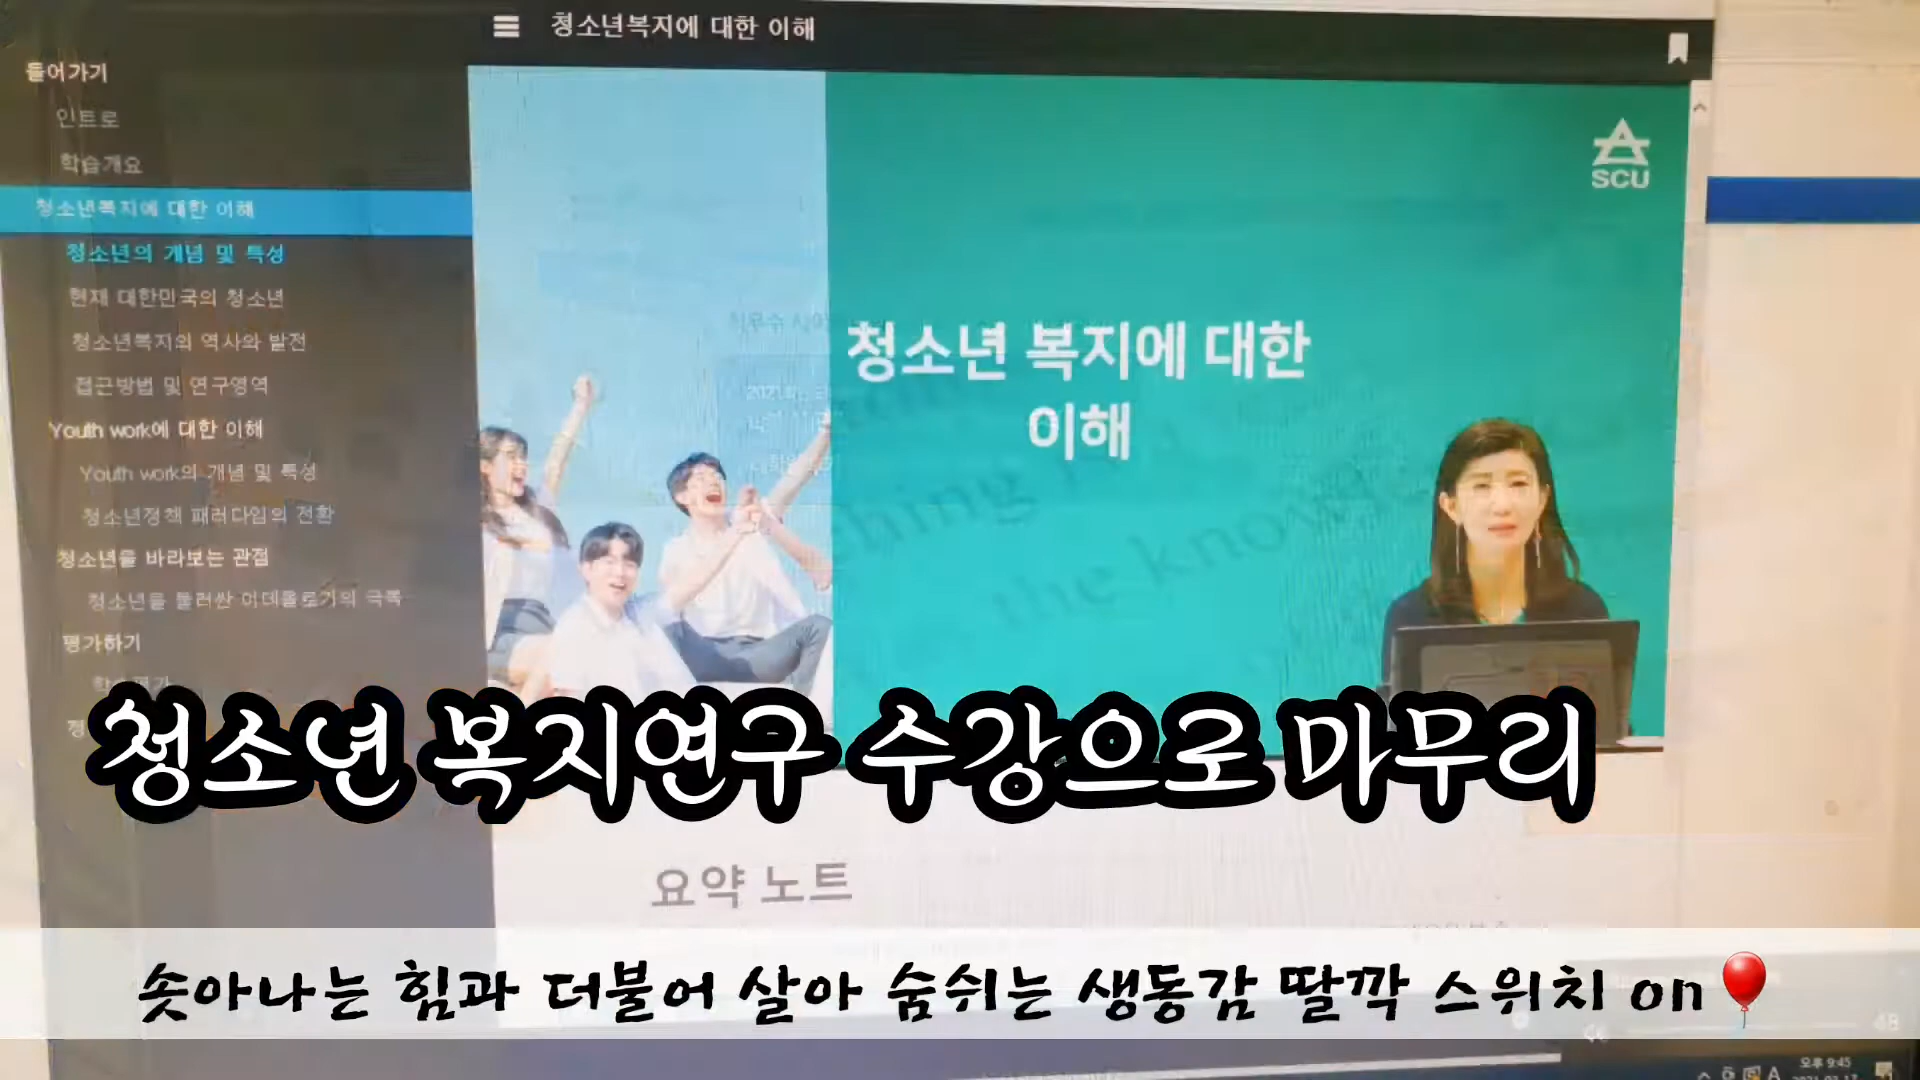 청소년복지에 대한 이해
들어가기
인트로
학습개요
청소년복지에 대한 이해
청소년의 개념 및 특성
현재 대한민국의 청소년
청소년복지의 역사와 발전
접근방법 및 연구영역
Youth work에 대한 이해
Youth work의 개념 및 특성
청소년정책 패러다임의 전환
청소년을 바라보는 관점
청소년을 둘러싼 이데올로기의 극복
평가하기
SCU
청소년 복지에 대한
이해
hing
the know
청소년 복지연구 수강으로 마무리
요약 노트
솟아나는 힘과 더불어 살아 숨쉬는 생동감 딸깍 스위치 on🎈
오후 9:45